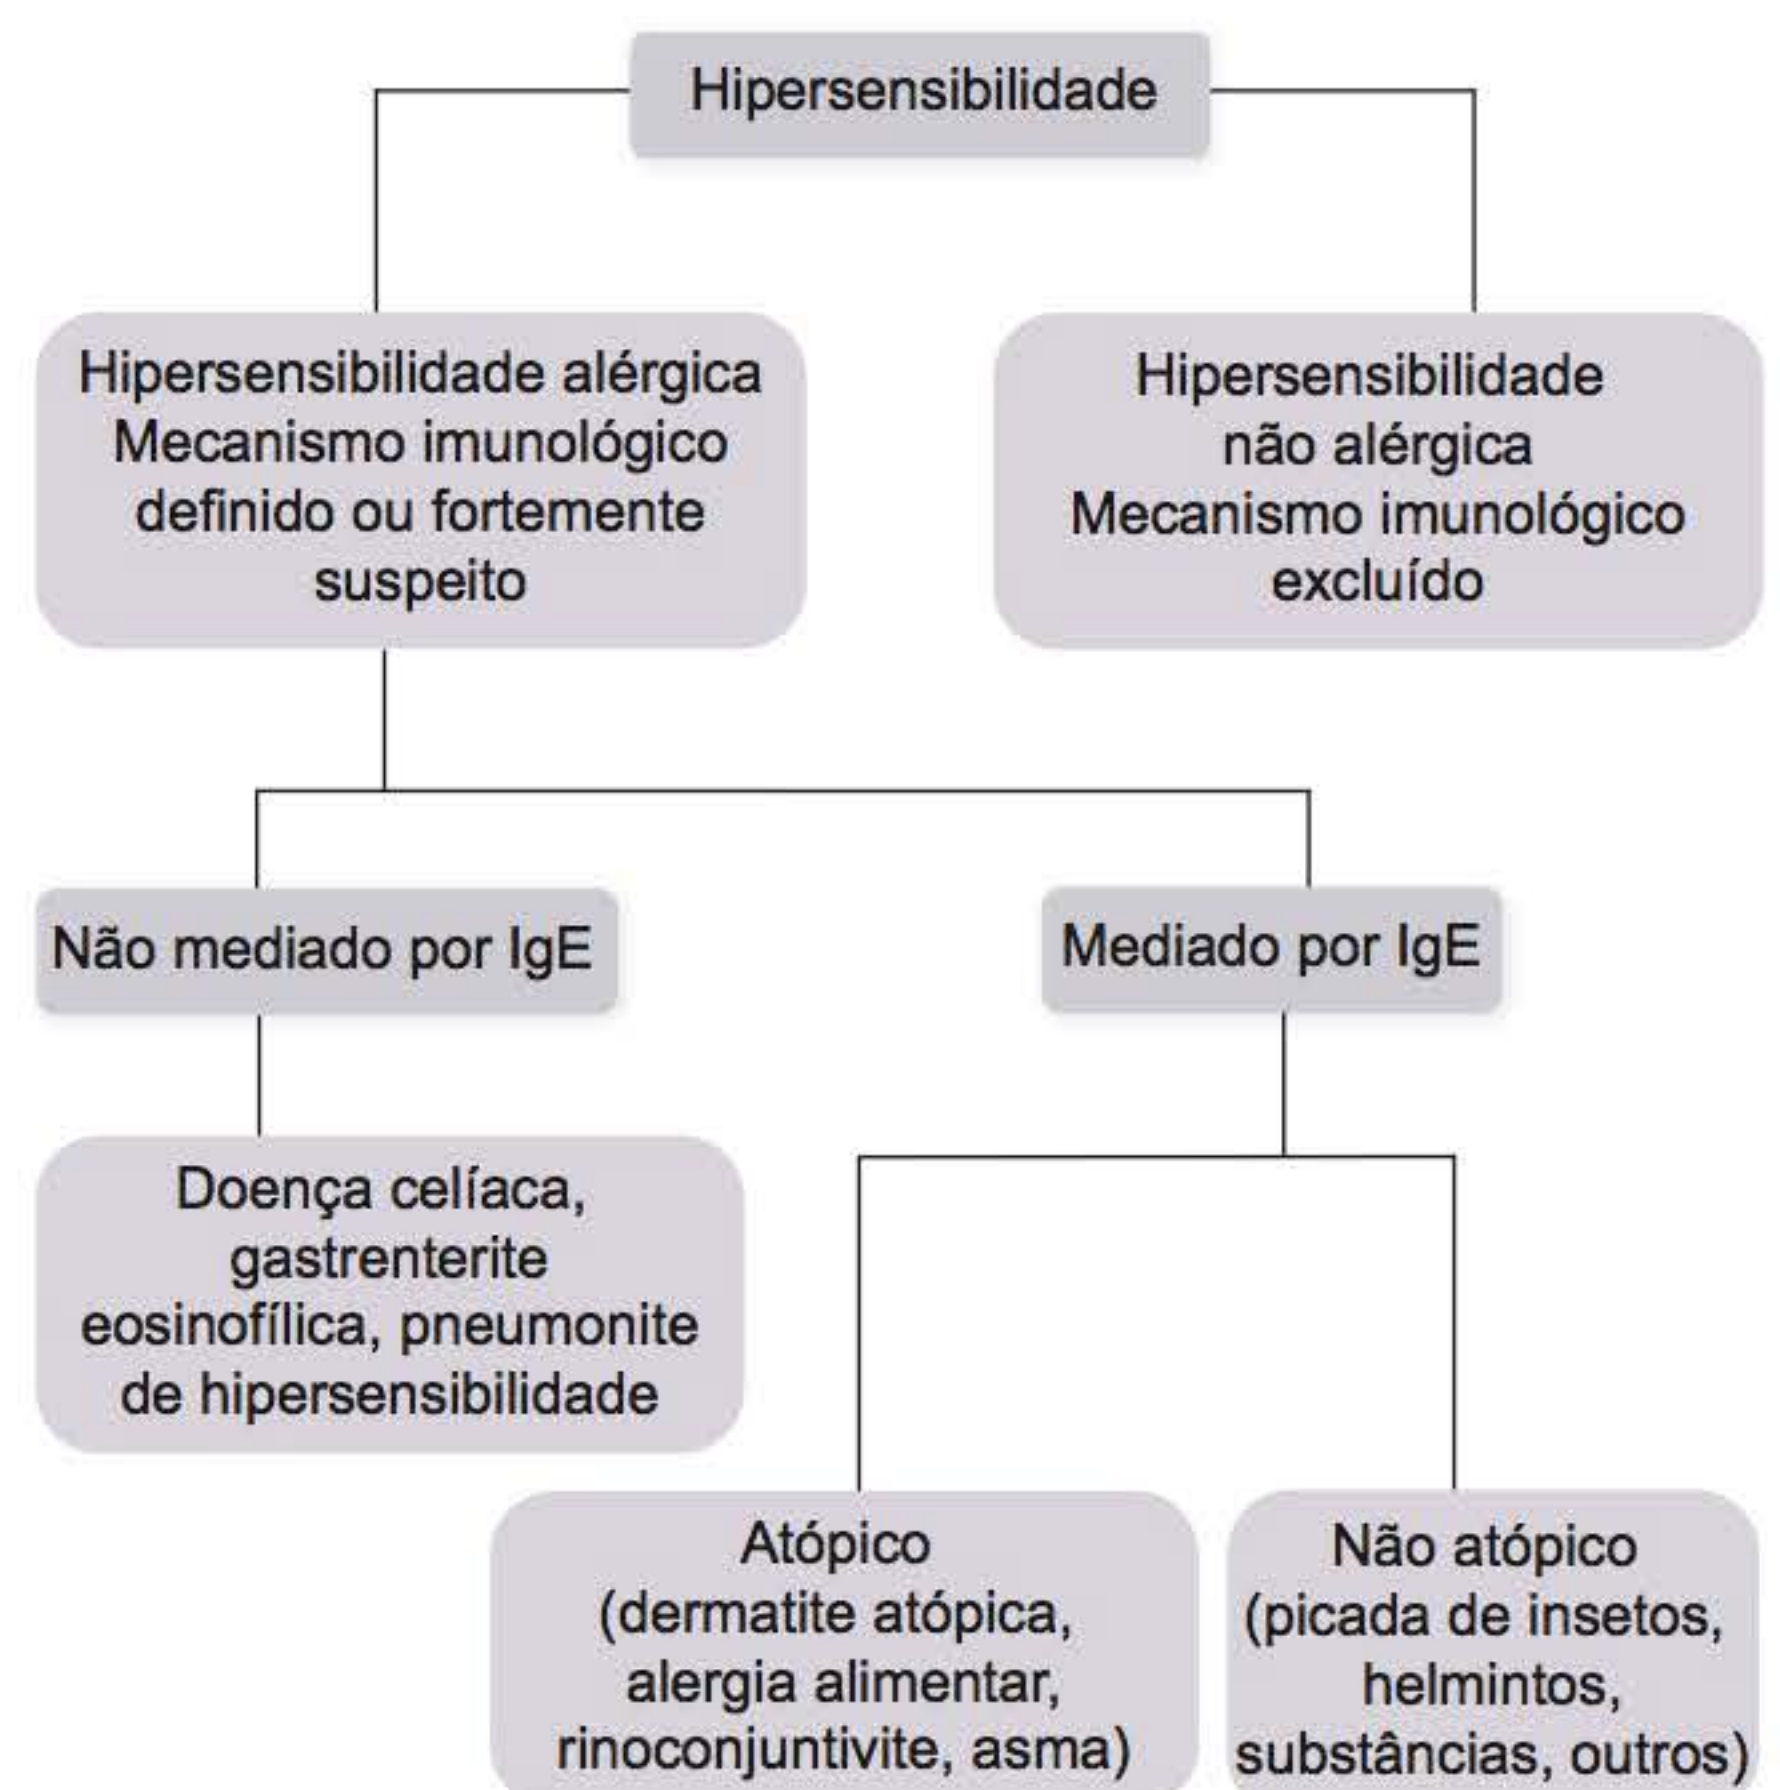 Hipersensibilidade
Hipersensibilidade alérgica
Mecanismo imunológico
definido ou fortemente
suspeito
Hipersensibilidade
não alérgica
Mecanismo imunológico
excluído
Não mediado por IgE
Mediado por IgE
Doença celíaca,
gastrenterite
eosinofílica, pneumonite
de hipersensibilidade
Atópico
(dermatite atópica,
alergia alimentar,
rinoconjuntivite, asma)
Não atópico
(picada de insetos,
helmintos,
substâncias, outros)